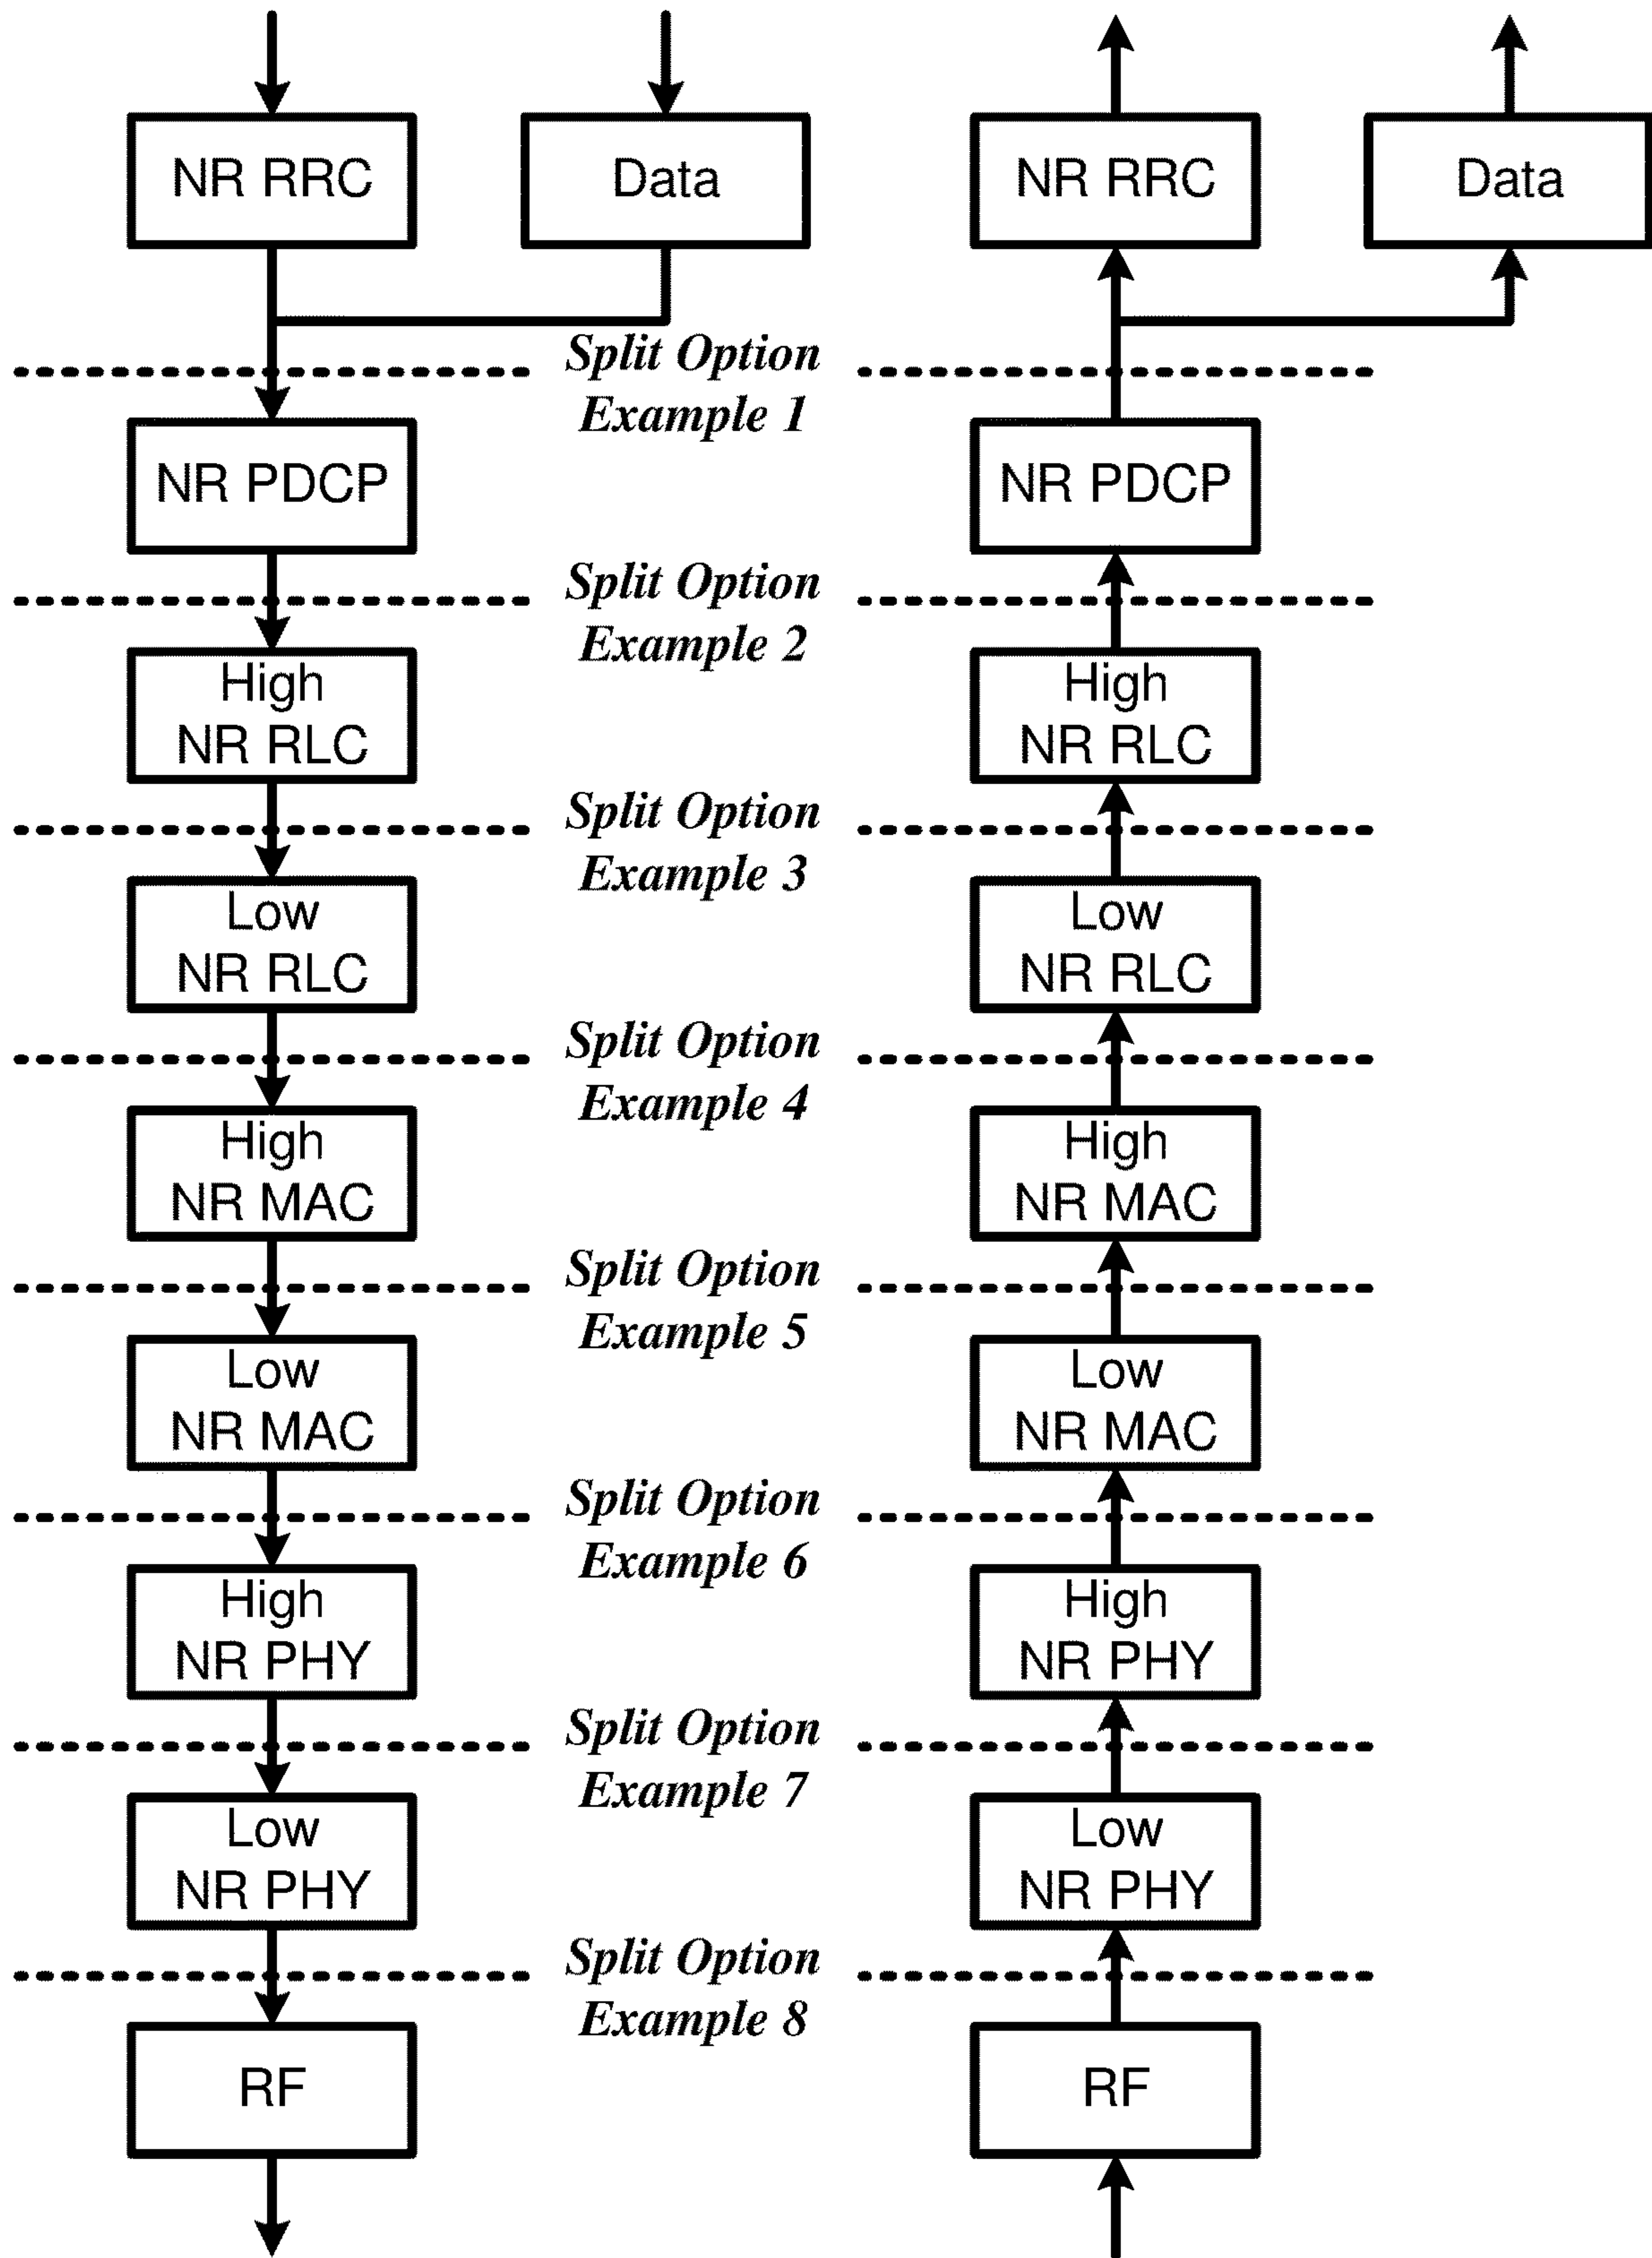 NR RRC
Data
NR RRC
Data
Split Option
Example 1
NR PDCP
NR PDCP
Split Option
Example 2
High
NR RLC
High
NR RLC
Split Option
Example 3
Low
NR RLC
Low
NR RLC
Split Option
Example 4
High
NR MAC
High
NR MAC
Split Option
Example 5
Low
NR MAC
Low
NR MAC
Split Option
Example 6
High
NR PHY
High
NR PHY
Split Option
Example 7
Low
NR PHY
Low
NR PHY
Split Option
Example 8
RF
RF